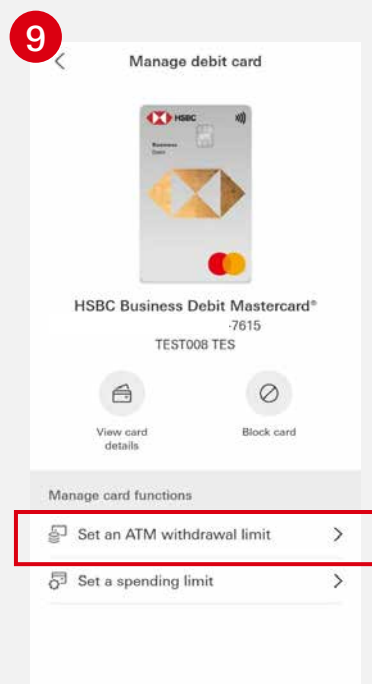 9
Manage debit card
HSBC
Business
Debit
HSBC Business Debit Mastercard®
-7615
TEST008 TES
View card
details
Block card
Manage card functions
Set an ATM withdrawal limit
Set a spending limit